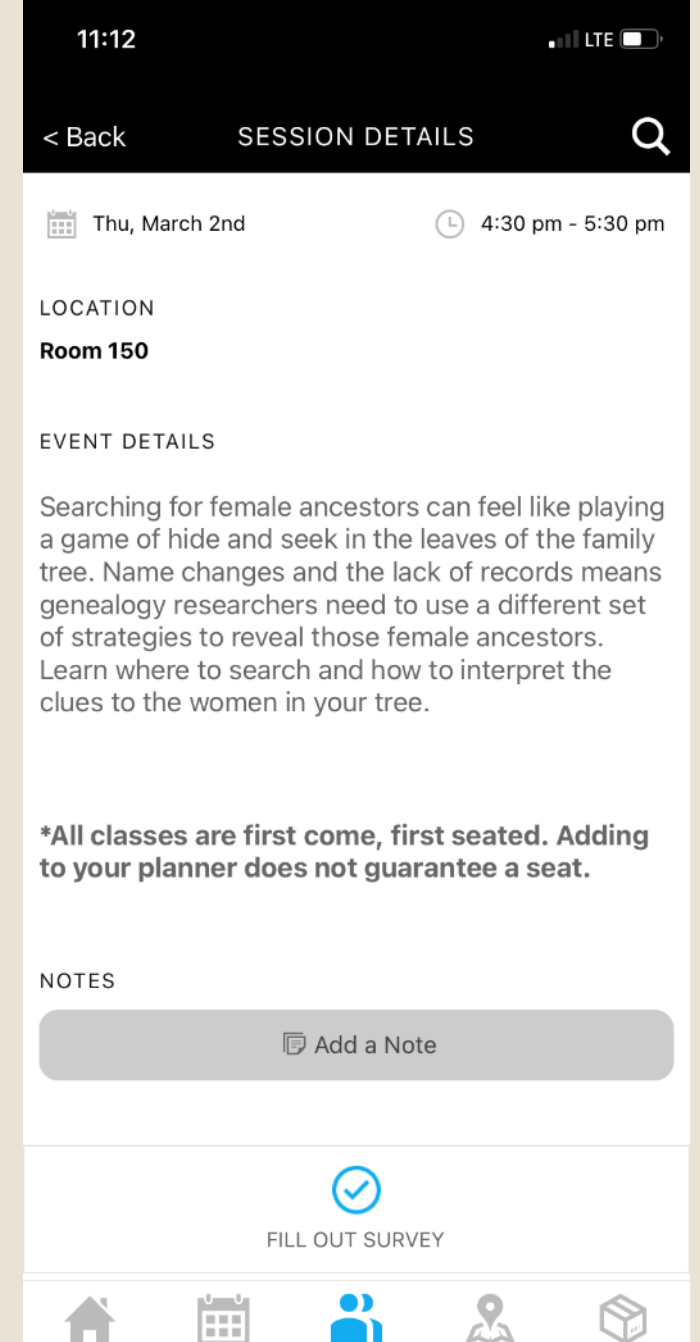 11:12
LTE
< Back
SESSION DETAILS
Thu, March 2nd
4:30 pm - 5:30 pm
LOCATION
Room 150
EVENT DETAILS
Searching for female ancestors can feel like playing
a game of hide and seek in the leaves of the family
tree. Name changes and the lack of records means
genealogy researchers need to use a different set
of strategies to reveal those female ancestors.
Learn where to search and how to interpret the
clues to the women in your tree.
*All classes are first come, first seated. Adding
to your planner does not guarantee a seat.
NOTES
Add a Note
FILL OUT SURVEY